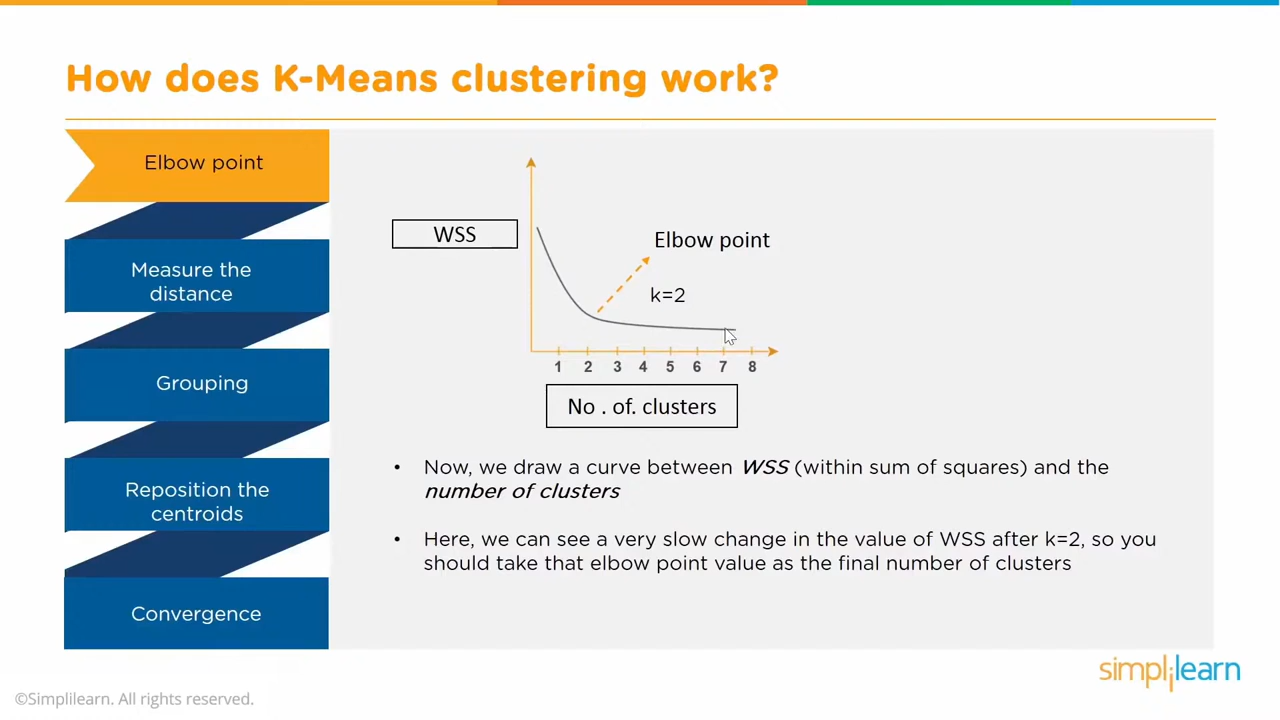 How does K-Means clustering work?
Elbow point
Measure the
distance
Grouping
Reposition the
centroids
Convergence
WSS
Elbow point
k=2
1 2 3 4 5 6 7 8
No . of. clusters
• Now, we draw a curve between WSS (within sum of squares) and the
number of clusters
• Here, we can see a very slow change in the value of WSS after k=2, so you
should take that elbow point value as the final number of clusters
simplilearn
©Simplilearn. All rights reserved.